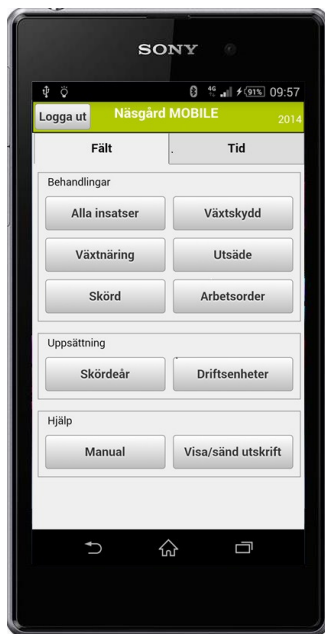 SONY
4G 91% 09:57
Logga ut Näsgård MOBILE 2014
Fält Tid
Behandlingar
Alla insatser Växtskydd
Växtnäring Utsäde
Skörd Arbetsorder
Uppsättning
Skördeår Driftsenheter
Hjälp
Manual Visa/sänd utskrift